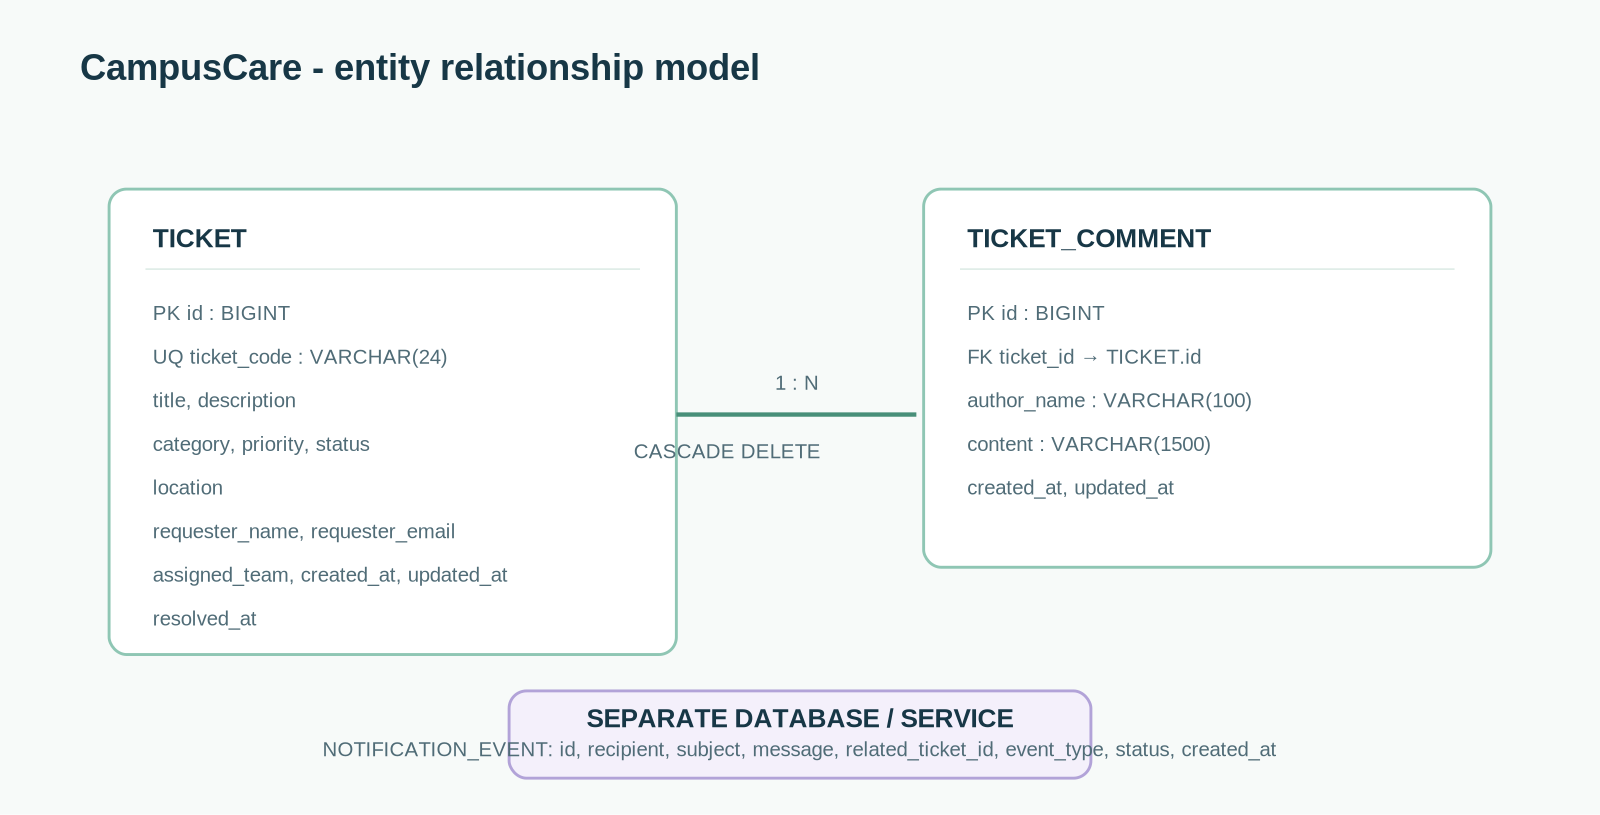 CampusCare - entity relationship model
TICKET
PK id : BIGINT
UQ ticket_code : VARCHAR(24)
title, description
category, priority, status
location
requester_name, requester_email
assigned_team, created_at, updated_at
resolved_at
1 : N
CASCADE DELETE
TICKET_COMMENT
PK id : BIGINT
FK ticket_id → TICKET.id
author_name : VARCHAR(100)
content : VARCHAR(1500)
created_at, updated_at
SEPARATE DATABASE / SERVICE
NOTIFICATION_EVENT: id, recipient, subject, message, related_ticket_id, event_type, status, created_at